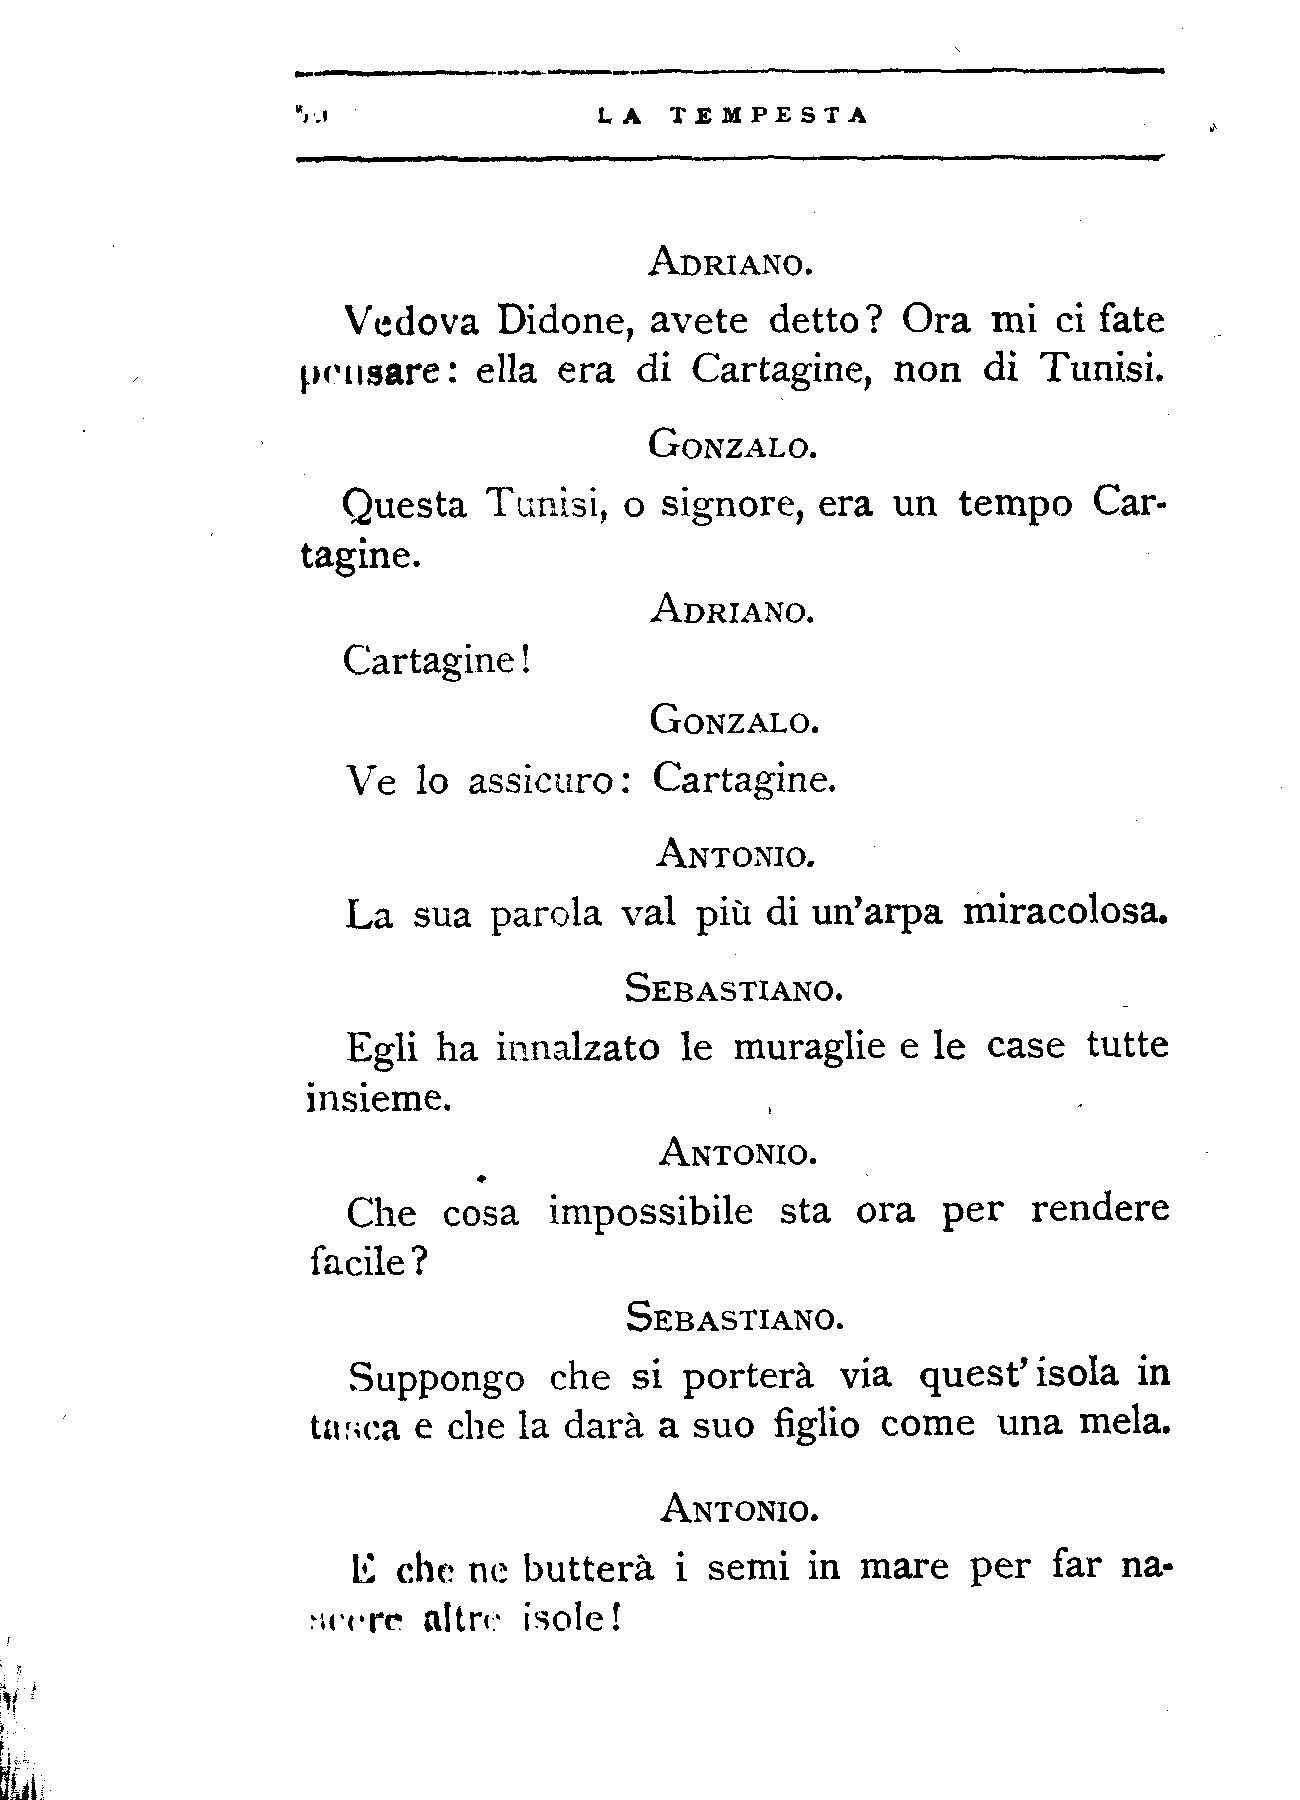 LA TEMPESTA
ADRIANO.
Vedova Didone, avete detto? Ora mi ci fate
pensare: ella era di Cartagine, non di Tunisi.
GONZALO.
Questa Tunisi, o signore, era un tempo Car-
tagine.
ADRIANO.
Cartagine!
GONZALO.
Ve lo assicuro: Cartagine.
ANTONIO.
La sua parola val più di un'arpa miracolosa.
SEBASTIANO.
Egli ha innalzato le muraglie e le case tutte
insieme.
ANTONIO.
Che cosa impossibile sta ora per rendere
facile?
SEBASTIANO.
Suppongo che si porterà via quest'isola in
tasca e che la darà a suo figlio come una mela.
ANTONIO.
E che ne butterà i semi in mare per far na-
scere altre isole!